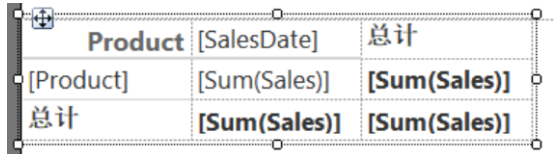 Product [SalesDate] 总计
[Product] [Sum(Sales)] [Sum(Sales)]
总计 [Sum(Sales)] [Sum(Sales)]